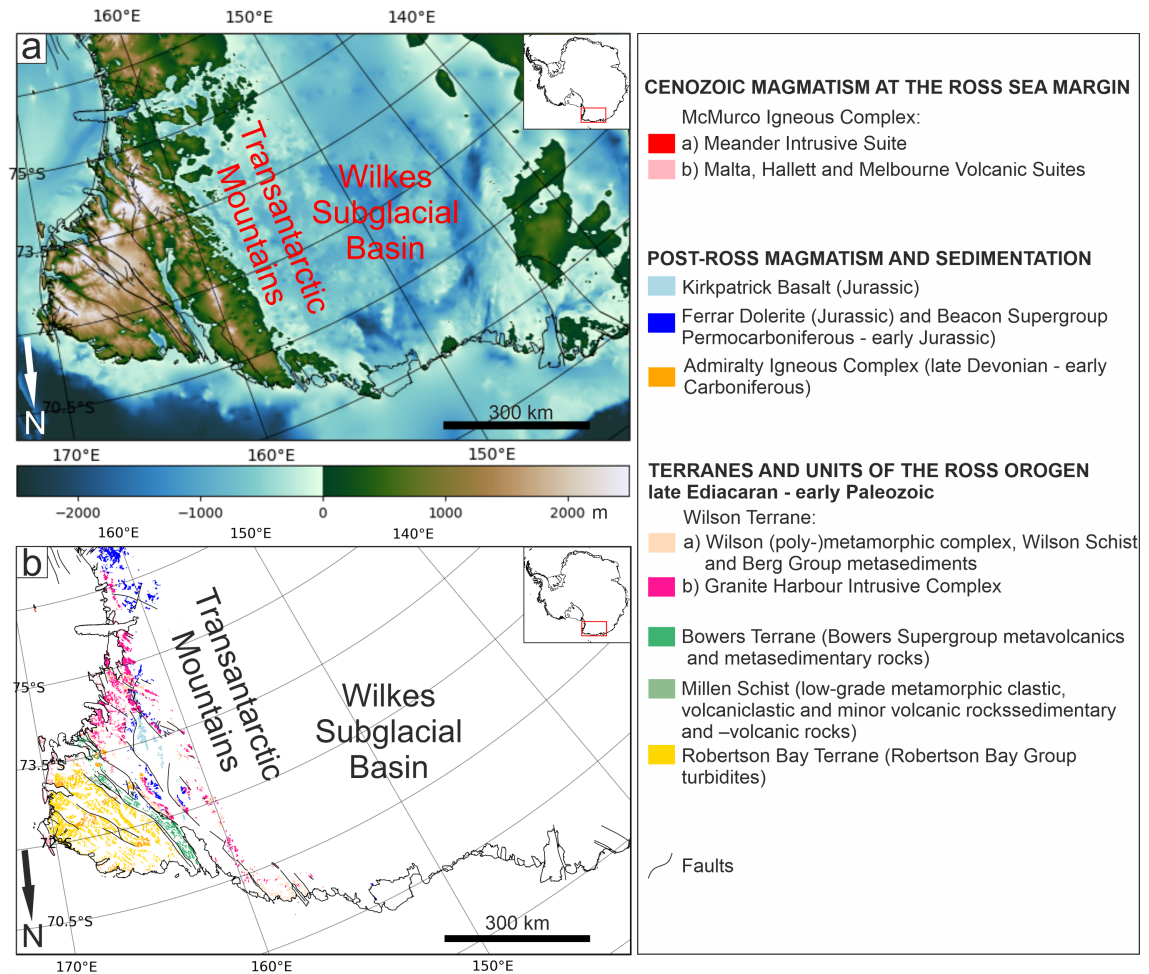 160°E
150°E
140°E
a
75°S
73.5°S
Transantarctic
Mountains
Wilkes
Subglacial
Basin
70.5°S
N
300 km
170°E
160°E
150°E
−2000
−1000
0
1000
2000
m
160°E
150°E
140°E
b
75°S
73.5°S
72°S
70.5°S
Transantarctic
Mountains
Wilkes
Subglacial
Basin
N
300 km
170°E
160°E
150°E
CENOZOIC MAGMATISM AT THE ROSS SEA MARGIN
McMurco Igneous Complex:
a) Meander Intrusive Suite
b) Malta, Hallett and Melbourne Volcanic Suites
POST-ROSS MAGMATISM AND SEDIMENTATION
Kirkpatrick Basalt (Jurassic)
Ferrar Dolerite (Jurassic) and Beacon Supergroup
Permocarboniferous - early Jurassic)
Admiralty Igneous Complex (late Devonian - early
Carboniferous)
TERRANES AND UNITS OF THE ROSS OROGEN
late Ediacaran - early Paleozoic
Wilson Terrane:
a) Wilson (poly-)metamorphic complex, Wilson Schist
and Berg Group metasediments
b) Granite Harbour Intrusive Complex
Bowers Terrane (Bowers Supergroup metavolcanics
and metasedimentary rocks)
Millen Schist (low-grade metamorphic clastic,
volcaniclastic and minor volcanic rockssedimentary
and –volcanic rocks)
Robertson Bay Terrane (Robertson Bay Group
turbidites)
Faults